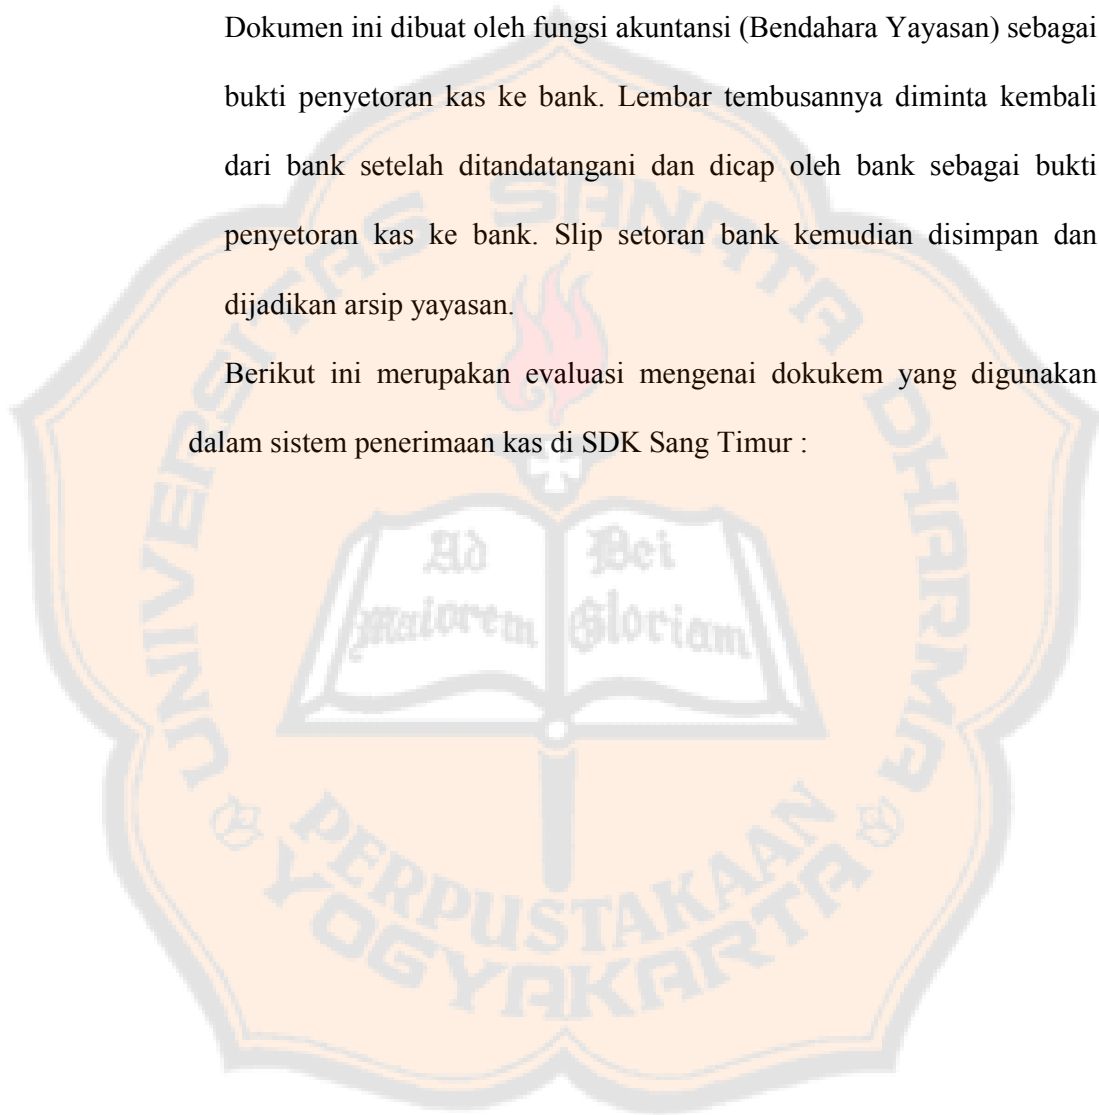 Dokumen ini dibuat oleh fungsi akuntansi (Bendahara Yayasan) sebagai
bukti penyetoran kas ke bank. Lembar tembusannya diminta kembali
dari bank setelah ditandatangani dan dicap oleh bank sebagai bukti
penyetoran kas ke bank. Slip setoran bank kemudian disimpan dan
dijadikan arsip yayasan.
Berikut ini merupakan evaluasi mengenai dokukem yang digunakan
dalam sistem penerimaan kas di SDK Sang Timur :
UNIVERSITAS SANATA DHARMA
Ad Dei
maiorem Gloriam
PERPUSTAKAAN
YOGYAKARTA